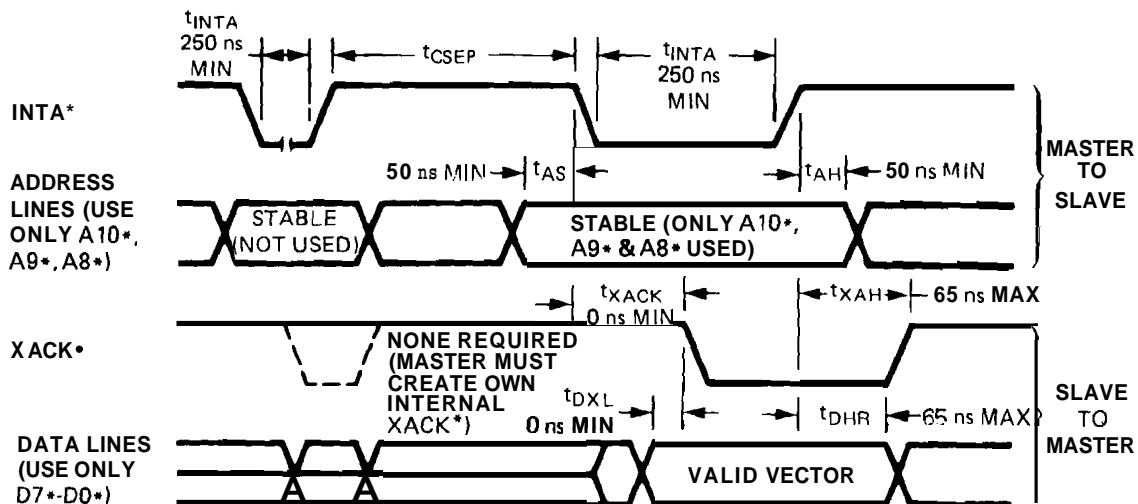 tINTA
250 ns
MIN
tCSEP
tINTA
250 ns
MIN
INTA*
50 ns MIN
tAS
tAH
50 ns MIN
MASTER
TO
SLAVE
ADDRESS
LINES (USE
ONLY A10*,
A9*, A8*)
STABLE
(NOT USED)
STABLE (ONLY A10*,
A9* & A8* USED)
tXACK
0 ns MIN
tXAH
65 ns MAX
XACK*
NONE REQUIRED
(MASTER MUST
CREATE OWN
INTERNAL
XACK*)
tDXL
0 ns MIN
tDHR
65 ns MAX
SLAVE
TO
MASTER
DATA LINES
(USE ONLY
D7*-D0*)
VALID VECTOR